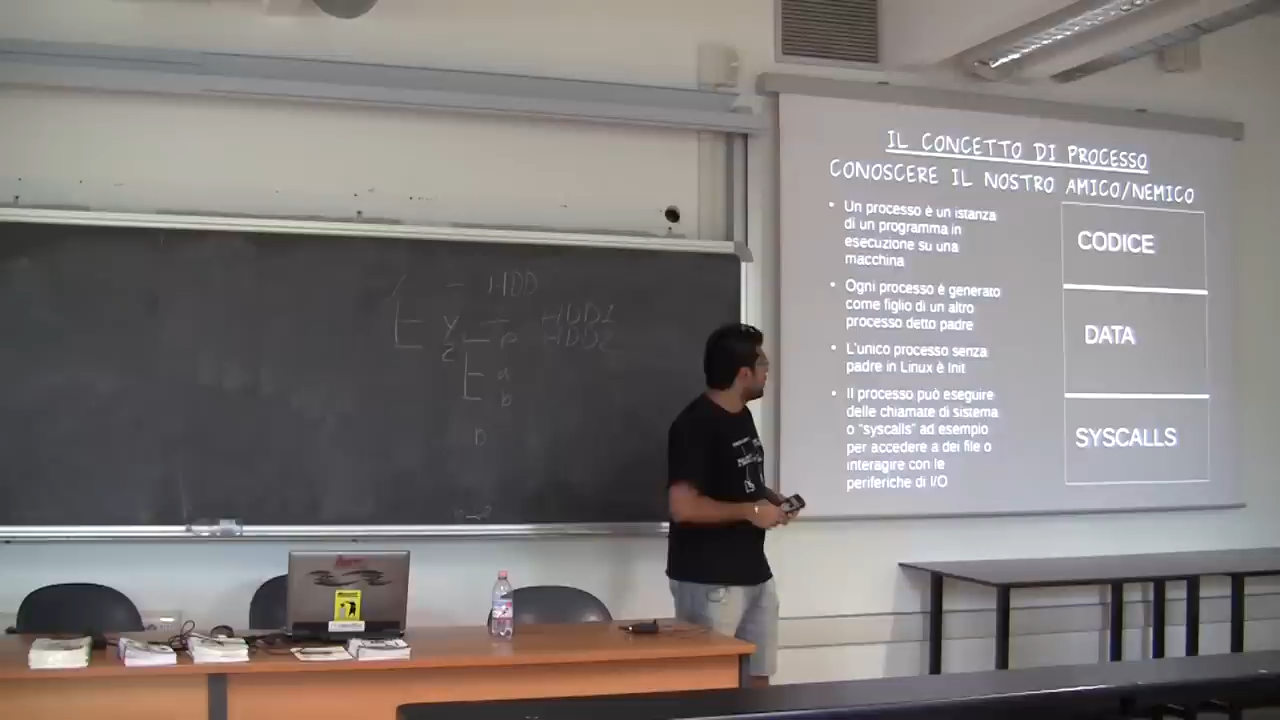 IL CONCETTO DI PROCESSO
CONOSCERE IL NOSTRO AMICO/NEMICO
• Un processo è un istanza
di un programma in
esecuzione su una
macchina
• Ogni processo è generato
come figlio di un altro
processo detto padre
• L'unico processo senza
padre in Linux è Init
• Il processo può eseguire
delle chiamate di sistema
o "syscalls" ad esempio
per accedere a dei file o
interagire con le
periferiche di I/O
CODICE
DATA
SYSCALLS
HDD
HDD1
HDD2
a
b